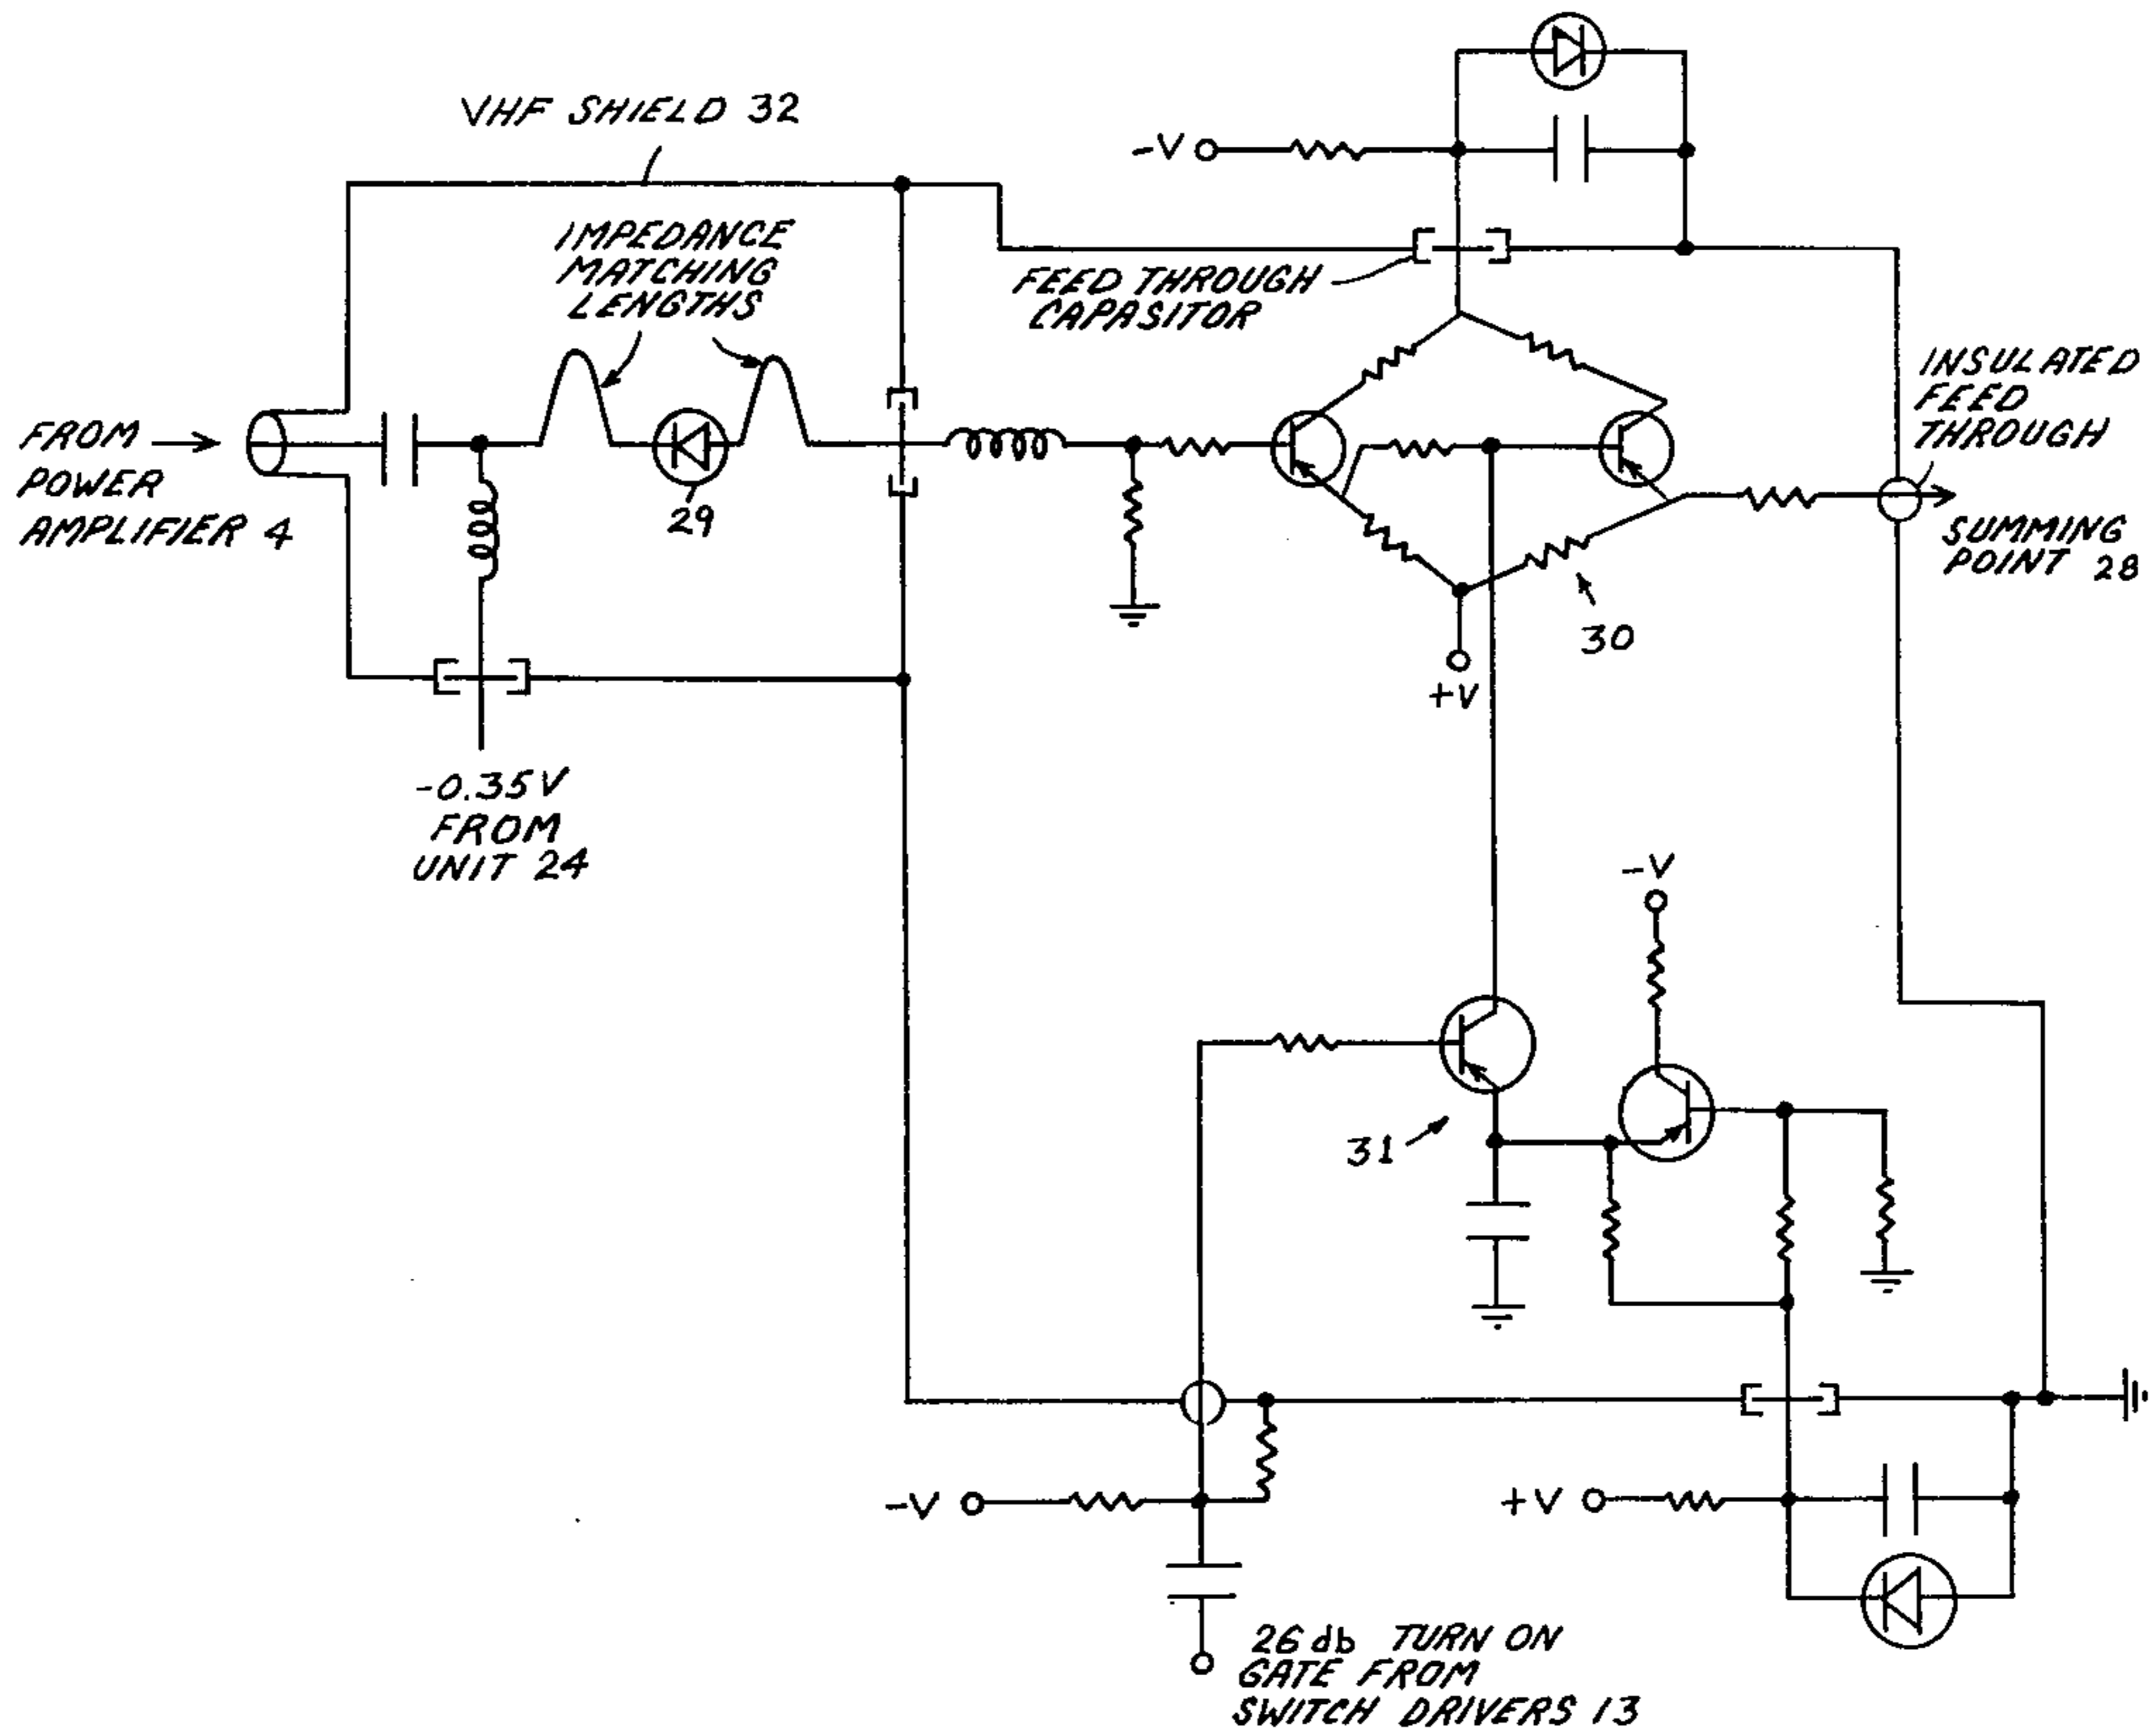 VHF SHIELD 32
-V
IMPEDANCE
MATCHING
LENGTHS
FEED THROUGH
CAPASITOR
INSULATED
FEED
THROUGH
FROM
POWER
AMPLIFIER 4
29
SUMMING
POINT 28
30
+V
-0.35V
FROM
UNIT 24
-V
31
-V
+V
26 db TURN ON
GATE FROM
SWITCH DRIVERS 13